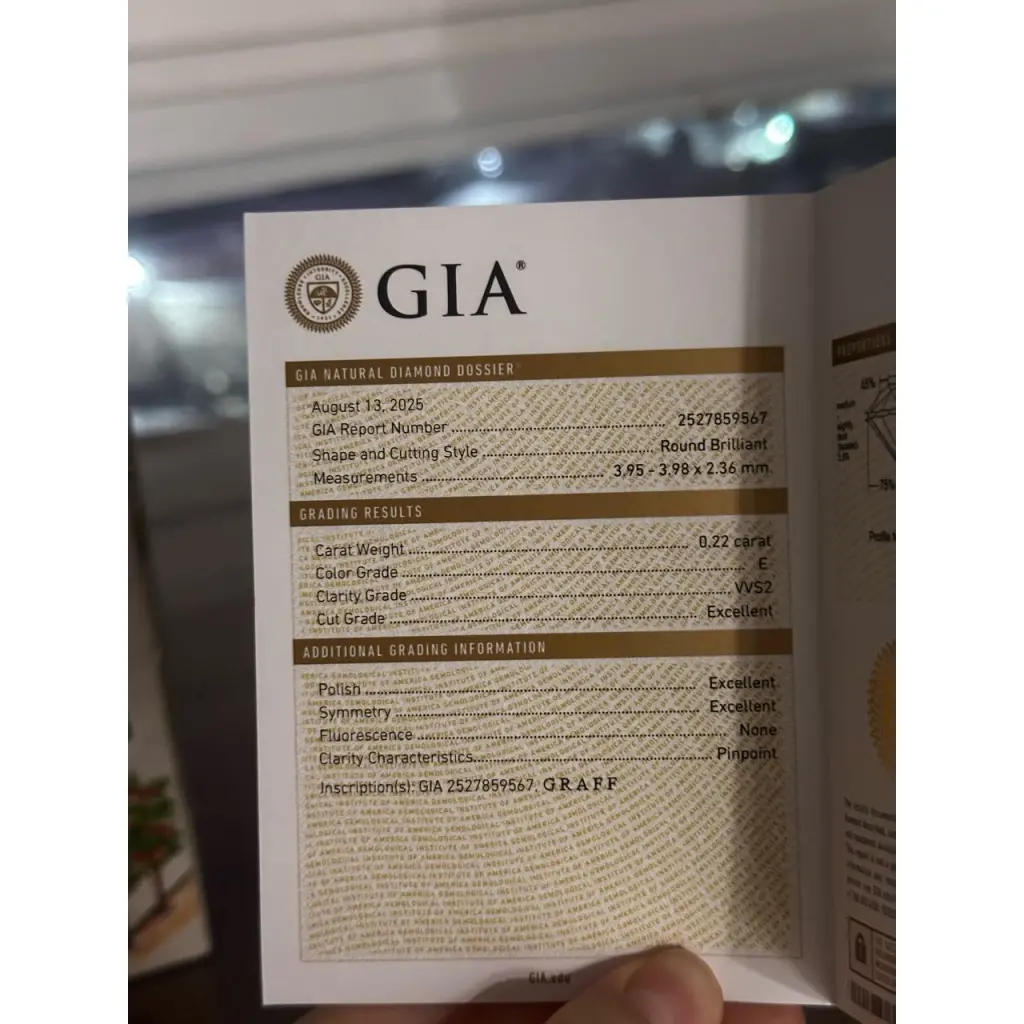 GIA®
GIA NATURAL DIAMOND DOSSIER
August 13, 2025
GIA Report Number 2527859567
Shape and Cutting Style Round Brilliant
Measurements 3.95 - 3.98 x 2.36 mm
GRADING RESULTS
Carat Weight 0.22 carat
Color Grade E
Clarity Grade VVS2
Cut Grade Excellent
ADDITIONAL GRADING INFORMATION
Polish Excellent
Symmetry Excellent
Fluorescence None
Clarity Characteristics Pinpoint
Inscription(s): GIA 2527859567, GRAFF
GIA.edu
PROPORTIONS